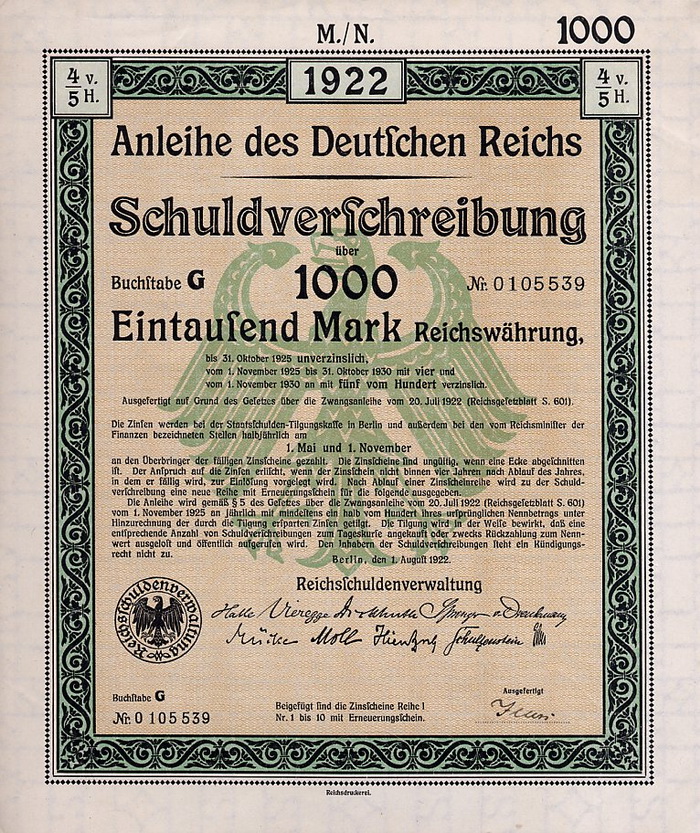 M./N. 1000
4/5 v. H. 1922 4/5 v. H.
Anleihe des Deutſchen Reichs
Schuldverſchreibung
über
Buchſtabe G 1000 Nr. 0105539
Eintauſend Mark Reichswährung,
bis 31. Oktober 1925 unverzinslich,
vom 1. November 1925 bis 31. Oktober 1930 mit vier und
vom 1. November 1930 an mit fünf vom Hundert verzinslich.
Ausgefertigt auf Grund des Geſetzes über die Zwangsanleihe vom 20. Juli 1922 (Reichsgeſetzblatt S. 601).
Die Zinſen werden bei der Staatsſchulden-Tilgungskaſſe in Berlin und außerdem bei den vom Reichsminiſter der
Finanzen bezeichneten Stellen halbjährlich am
1. Mai und 1. November
an den Überbringer der fälligen Zinsſcheine gezahlt. Die Zinsſcheine ſind ungültig, wenn eine Ecke abgeſchnitten
iſt. Der Anſpruch auf die Zinſen erliſcht, wenn der Zinsſchein nicht binnen vier Jahren nach Ablauf des Jahres,
in dem er fällig wird, zur Einlöſung vorgelegt wird. Nach Ablauf einer Zinsſcheinreihe wird zu der Schuld-
verſchreibung eine neue Reihe mit Erneuerungsſchein für die folgende ausgegeben.
Die Anleihe wird gemäß § 5 des Geſetzes über die Zwangsanleihe vom 20. Juli 1922 (Reichsgeſetzblatt S. 601)
vom 1. November 1925 an jährlich mit mindeſtens ein halb vom Hundert ihres urſprünglichen Nennbetrags unter
Hinzurechnung der durch die Tilgung erſparten Zinſen getilgt. Die Tilgung wird in der Weiſe bewirkt, daß eine
entſprechende Anzahl von Schuldverſchreibungen zum Tageskurſe angekauft oder zwecks Rückzahlung zum Nenn-
wert ausgeloſt und öffentlich aufgerufen wird. Den Inhabern der Schuldverſchreibungen ſteht ein Kündigungs-
recht nicht zu.
Berlin, den 1. Auguſt 1922.
Reichsſchuldenverwaltung
Reichsſchuldenverwaltung
Halle Vieregge
Mücke Moll
Buchſtabe G
Nr. 0 105 539
Beigefügt ſind die Zinsſcheine Reihe I
Nr. 1 bis 10 mit Erneuerungsſchein.
Ausgefertigt
Reichsdruckerei.